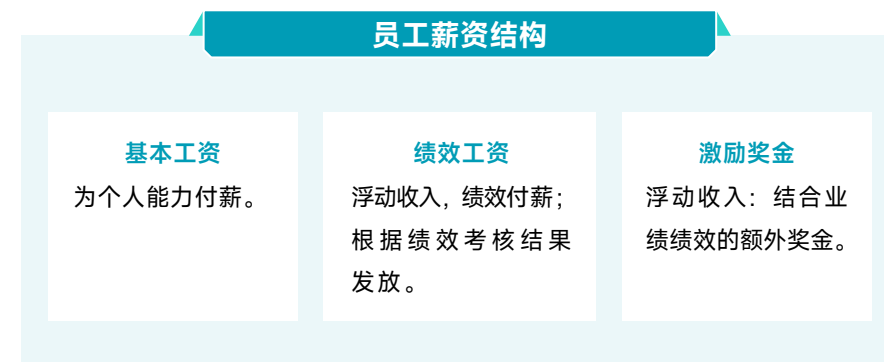 员工薪资结构
基本工资
为个人能力付薪。
绩效工资
浮动收入，绩效付薪；
根据绩效考核结果
发放。
激励奖金
浮动收入：结合业
绩绩效的额外奖金。